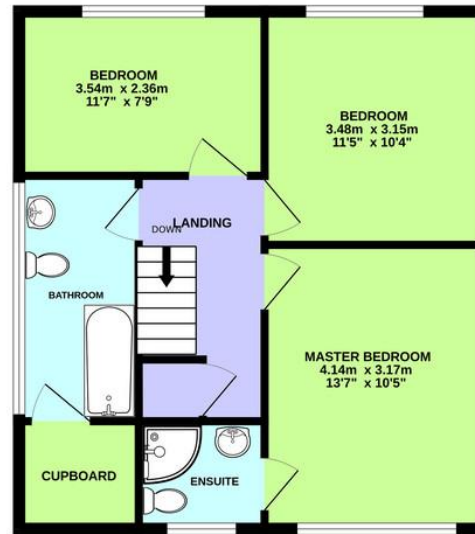 BEDROOM
3.54m x 2.36m
11'7" x 7'9"
BEDROOM
3.48m x 3.15m
11'5" x 10'4"
LANDING
DOWN
BATHROOM
MASTER BEDROOM
4.14m x 3.17m
13'7" x 10'5"
CUPBOARD
ENSUITE